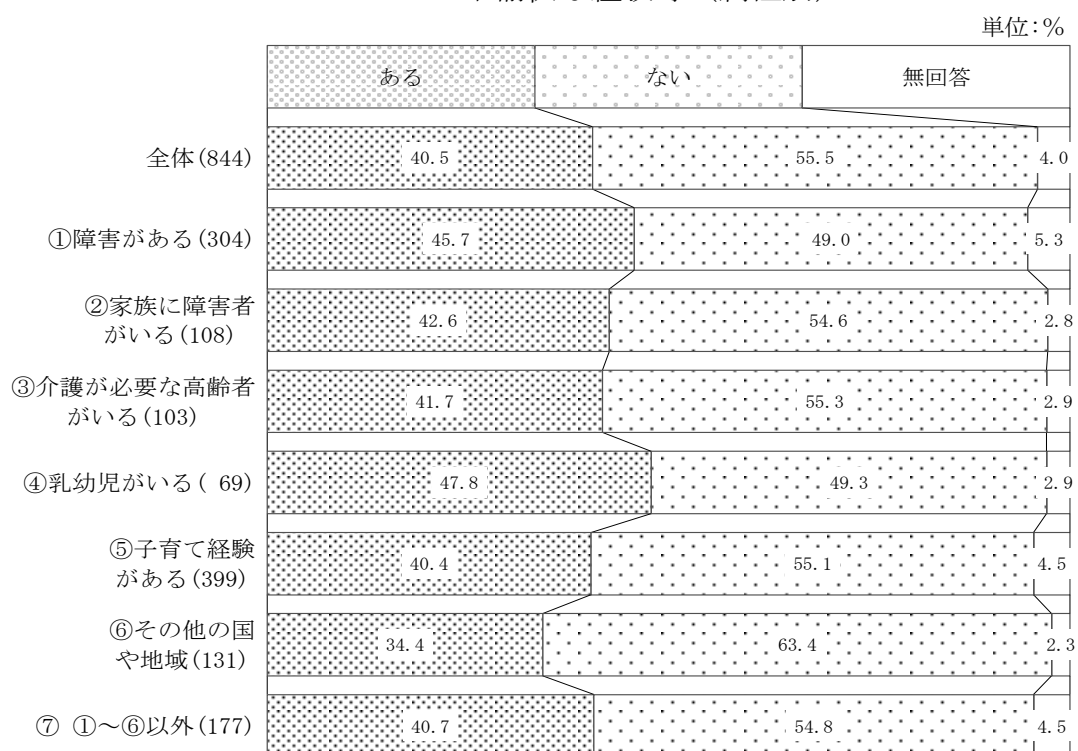 単位：%
ある ない 無回答
全体(844) 40.5 55.5 4.0
①障害がある(304) 45.7 49.0 5.3
②家族に障害者
がいる(108) 42.6 54.6 2.8
③介護が必要な高齢者
がいる(103) 41.7 55.3 2.9
④乳幼児がいる( 69) 47.8 49.3 2.9
⑤子育て経験
がある(399) 40.4 55.1 4.5
⑥その他の国
や地域(131) 34.4 63.4 2.3
⑦ ①～⑥以外(177) 40.7 54.8 4.5